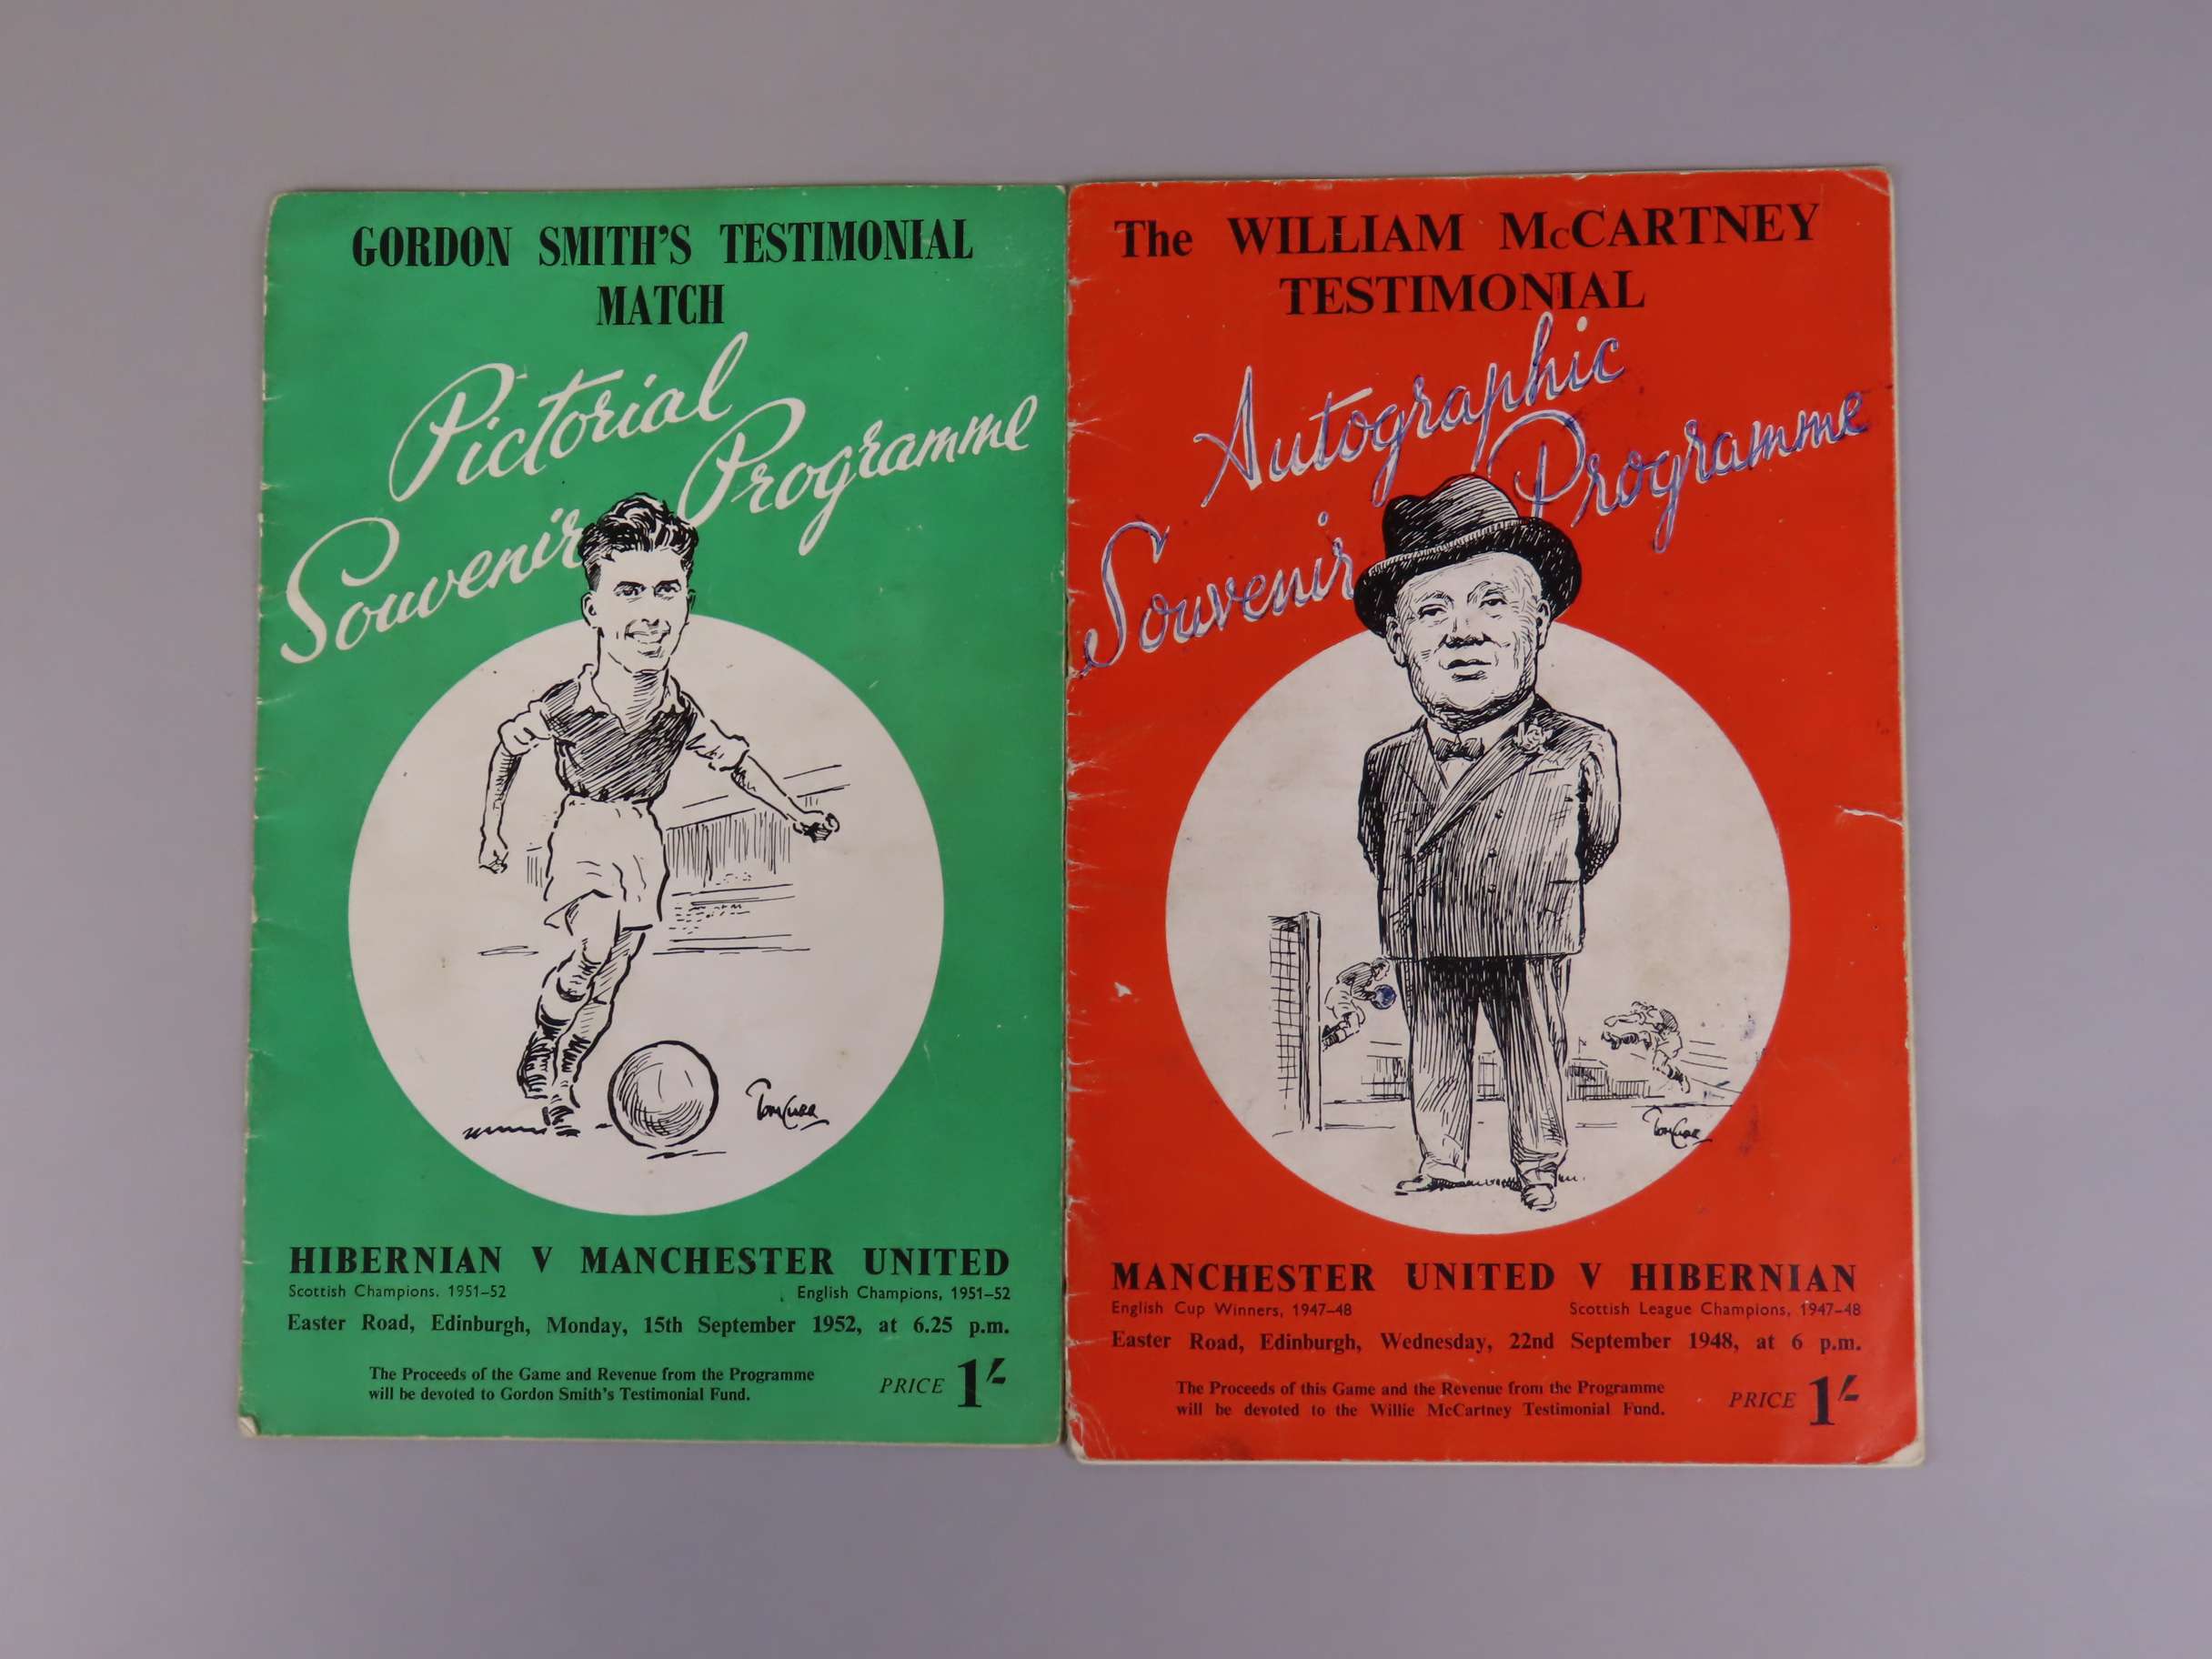 GORDON SMITH'S TESTIMONIAL
MATCH
Pictorial
Souvenir Programme
Tom Curr
HIBERNIAN V MANCHESTER UNITED
Scottish Champions. 1951–52 English Champions, 1951–52
Easter Road, Edinburgh, Monday, 15th September 1952, at 6.25 p.m.
The Proceeds of the Game and Revenue from the Programme
will be devoted to Gordon Smith's Testimonial Fund.
PRICE 1/-
The WILLIAM McCARTNEY
TESTIMONIAL
Autographic
Souvenir Programme
Tom Curr
MANCHESTER UNITED V HIBERNIAN
English Cup Winners, 1947–48 Scottish League Champions, 1947–48
Easter Road, Edinburgh, Wednesday, 22nd September 1948, at 6 p.m.
The Proceeds of this Game and the Revenue from the Programme
will be devoted to the Willie McCartney Testimonial Fund.
PRICE 1/-